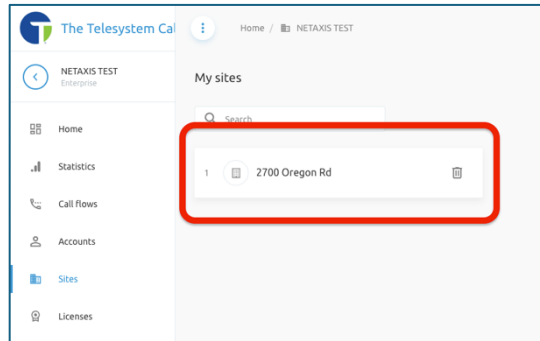 The Telesystem Cal
Home / NETAXIS TEST
NETAXIS TEST
Enterprise
My sites
Search
1 2700 Oregon Rd
Home
Statistics
Call flows
Accounts
Sites
Licenses